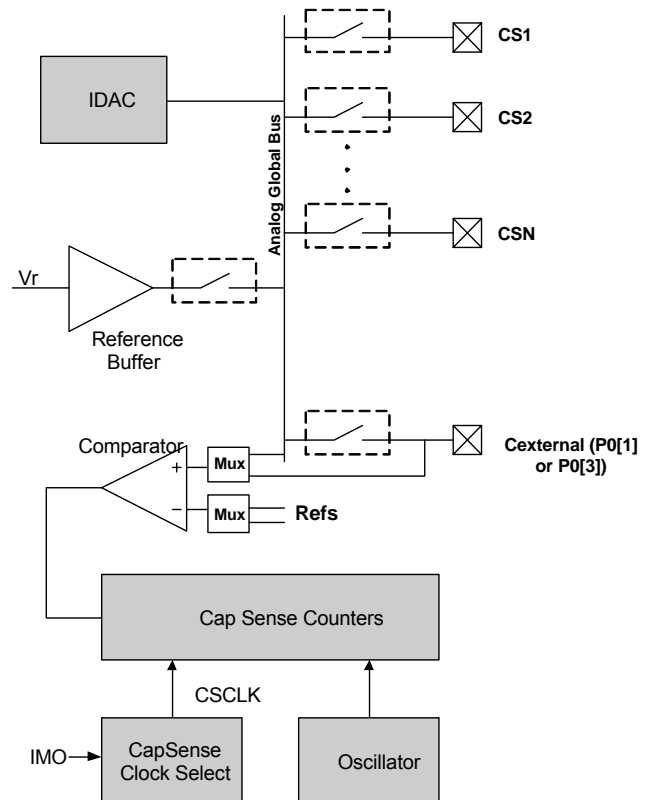 CS1
IDAC
CS2
Analog Global Bus
CSN
Vr
Reference
Buffer
Comparator
Mux
Cexternal (P0[1]
or P0[3])
+
−
Mux
Refs
Cap Sense Counters
CSCLK
IMO
CapSense
Clock Select
Oscillator